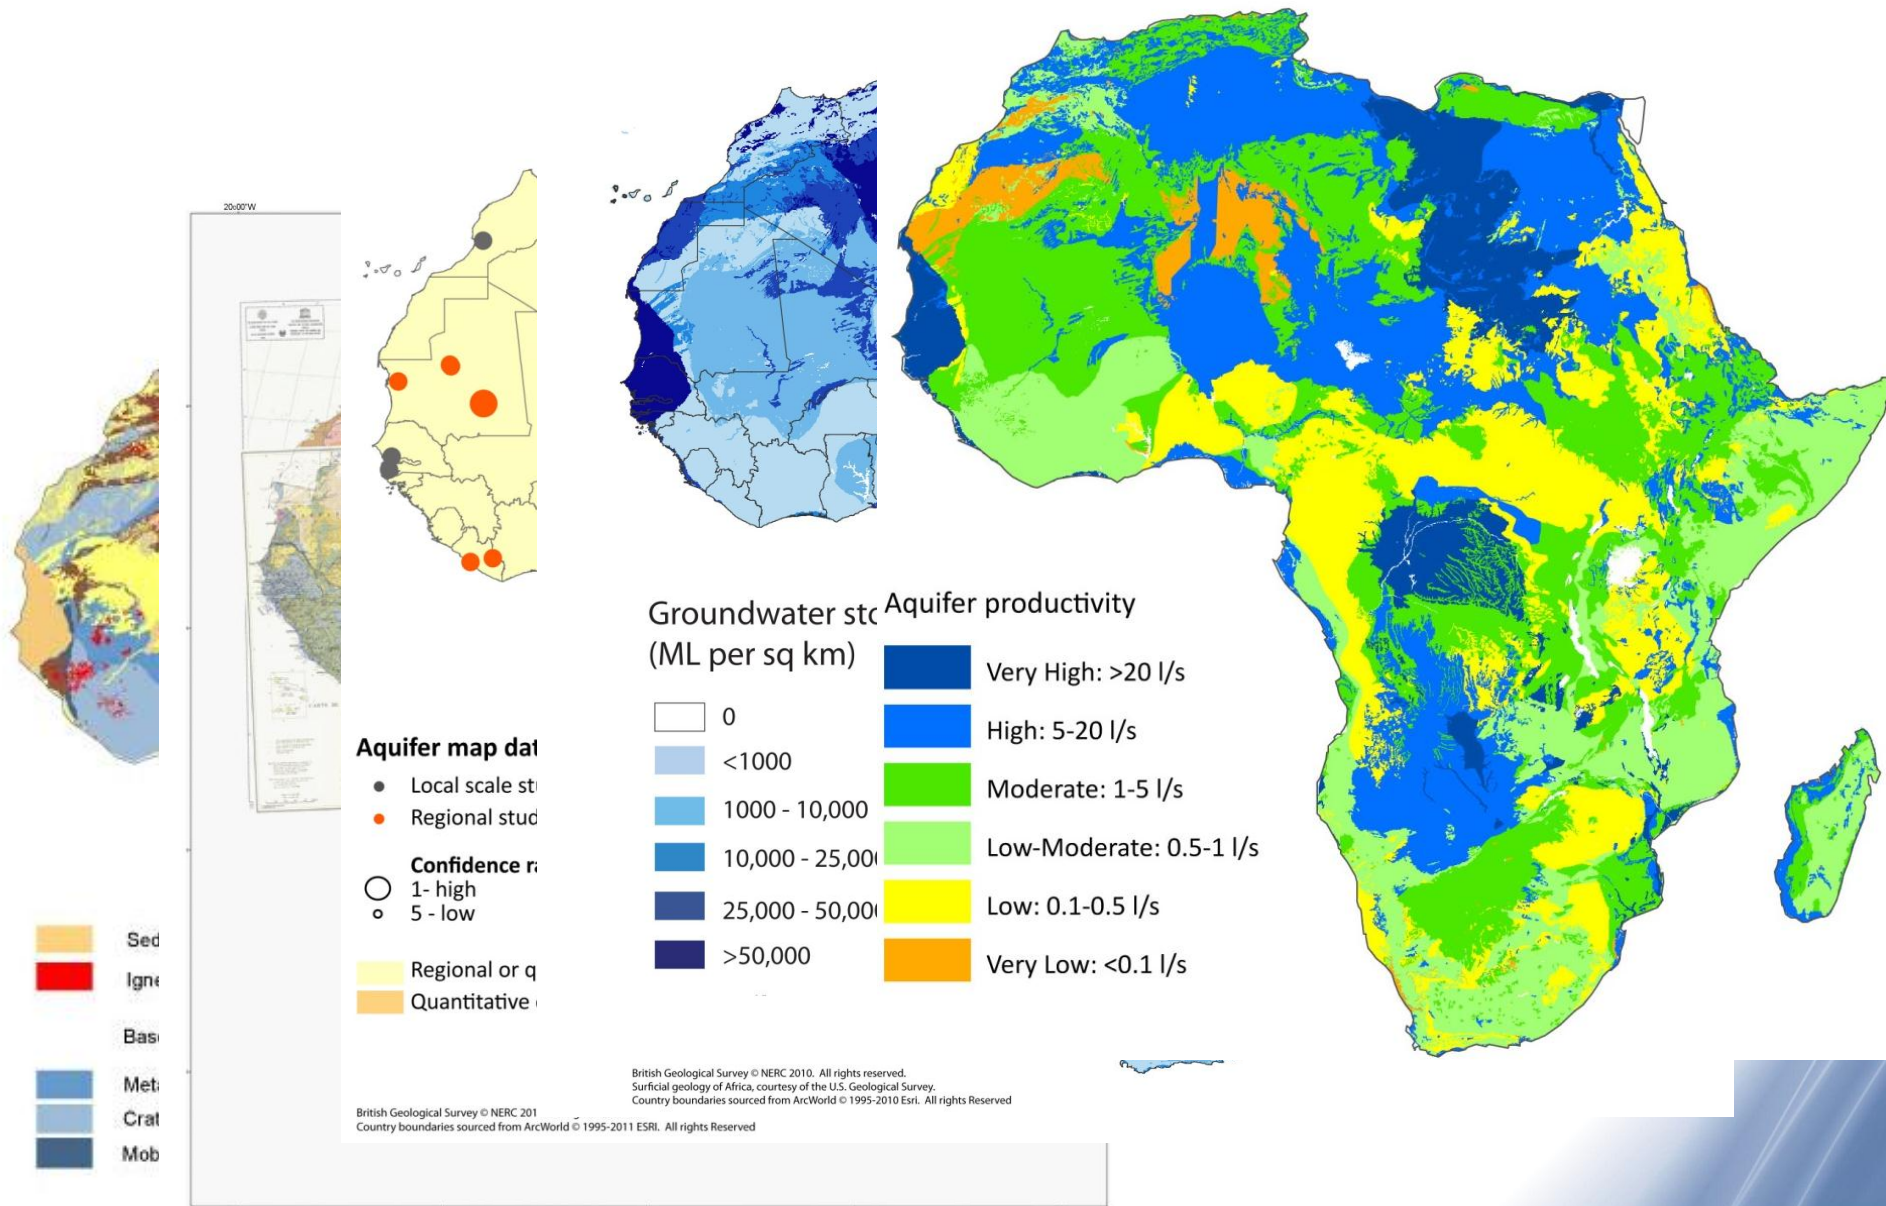 20°00"W
Sed
Igne
Bas
Meta
Crat
Mob
CARTE DE
Aquifer map dat
Local scale st
Regional stud
Confidence ra
1- high
5 - low
Regional or q
Quantitative
British Geological Survey © NERC 201
Country boundaries sourced from ArcWorld © 1995-2011 ESRI. All rights Reserved
Groundwater sto
(ML per sq km)
0
<1000
1000 - 10,000
10,000 - 25,000
25,000 - 50,000
>50,000
British Geological Survey © NERC 2010. All rights reserved.
Surficial geology of Africa, courtesy of the U.S. Geological Survey.
Country boundaries sourced from ArcWorld © 1995-2010 Esri. All rights Reserved
Aquifer productivity
Very High: >20 l/s
High: 5-20 l/s
Moderate: 1-5 l/s
Low-Moderate: 0.5-1 l/s
Low: 0.1-0.5 l/s
Very Low: <0.1 l/s